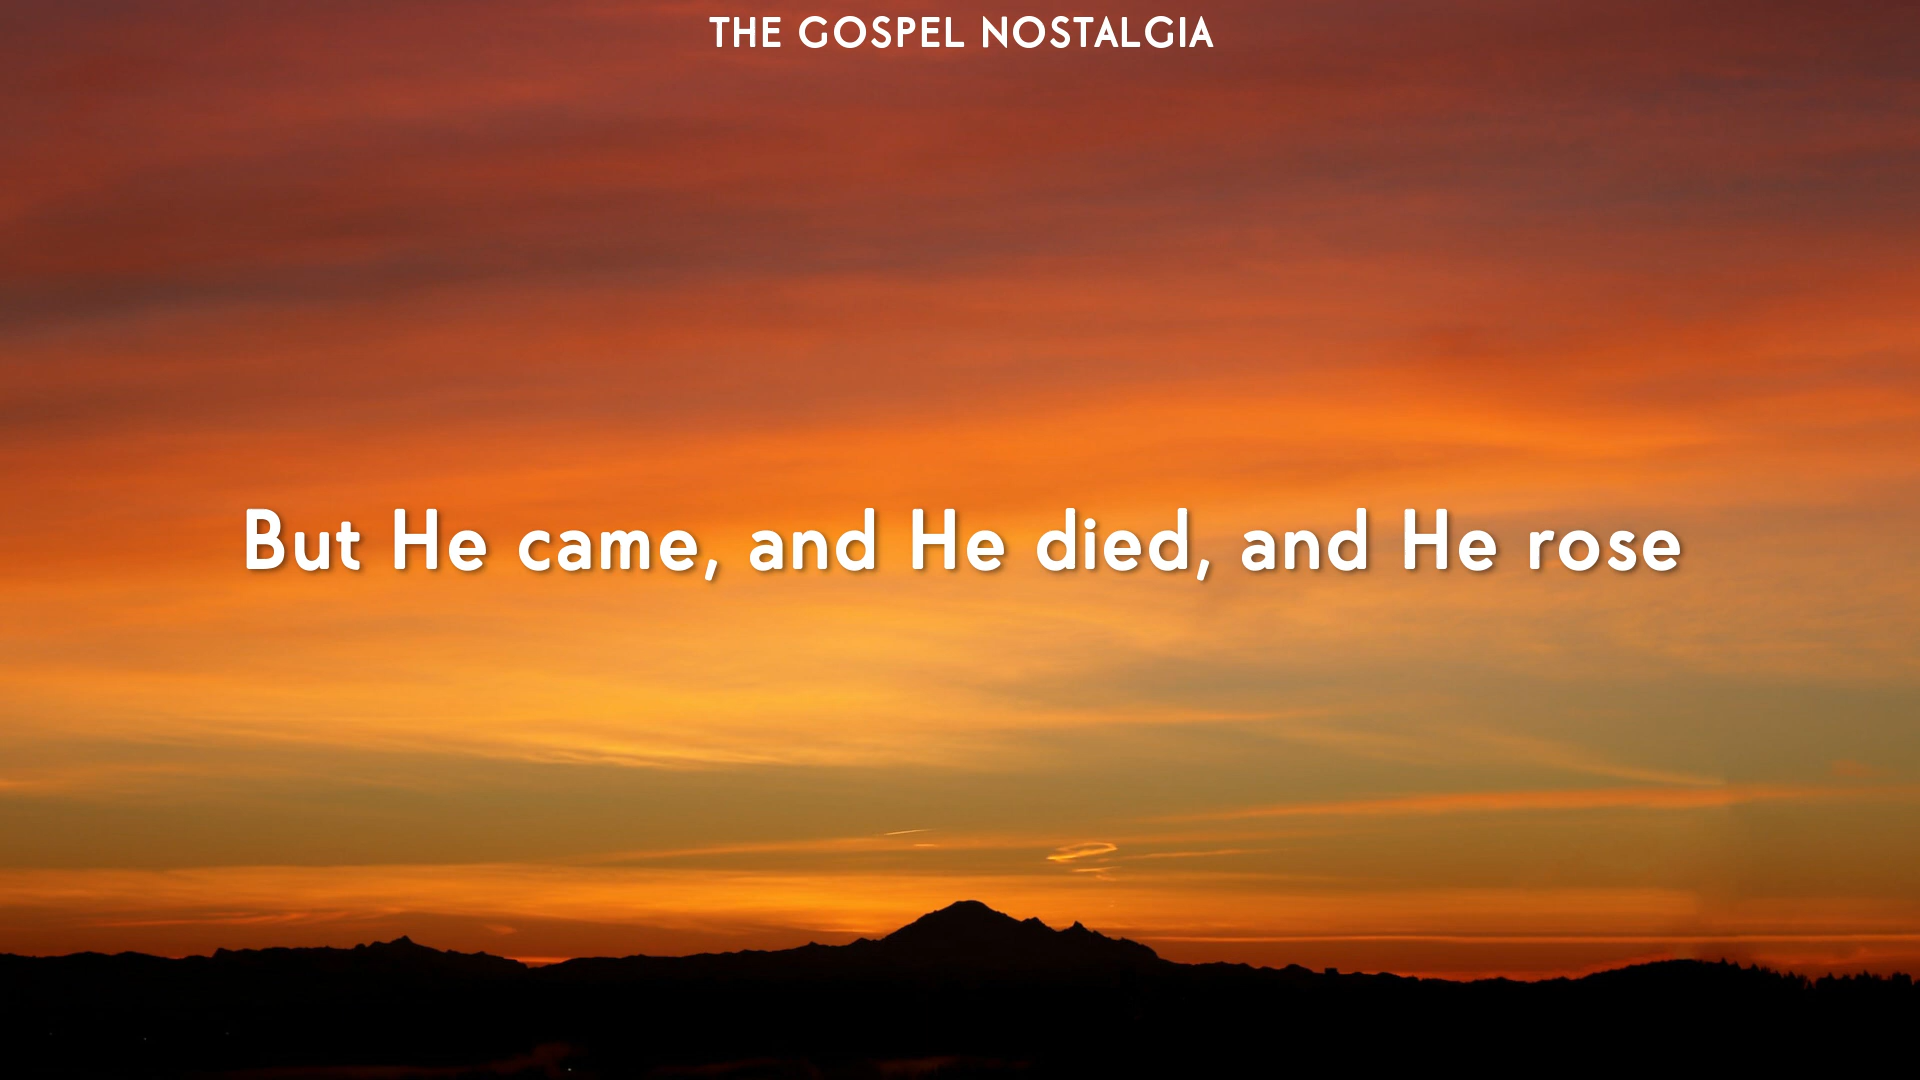 THE GOSPEL NOSTALGIA
But He came, and He died, and He rose